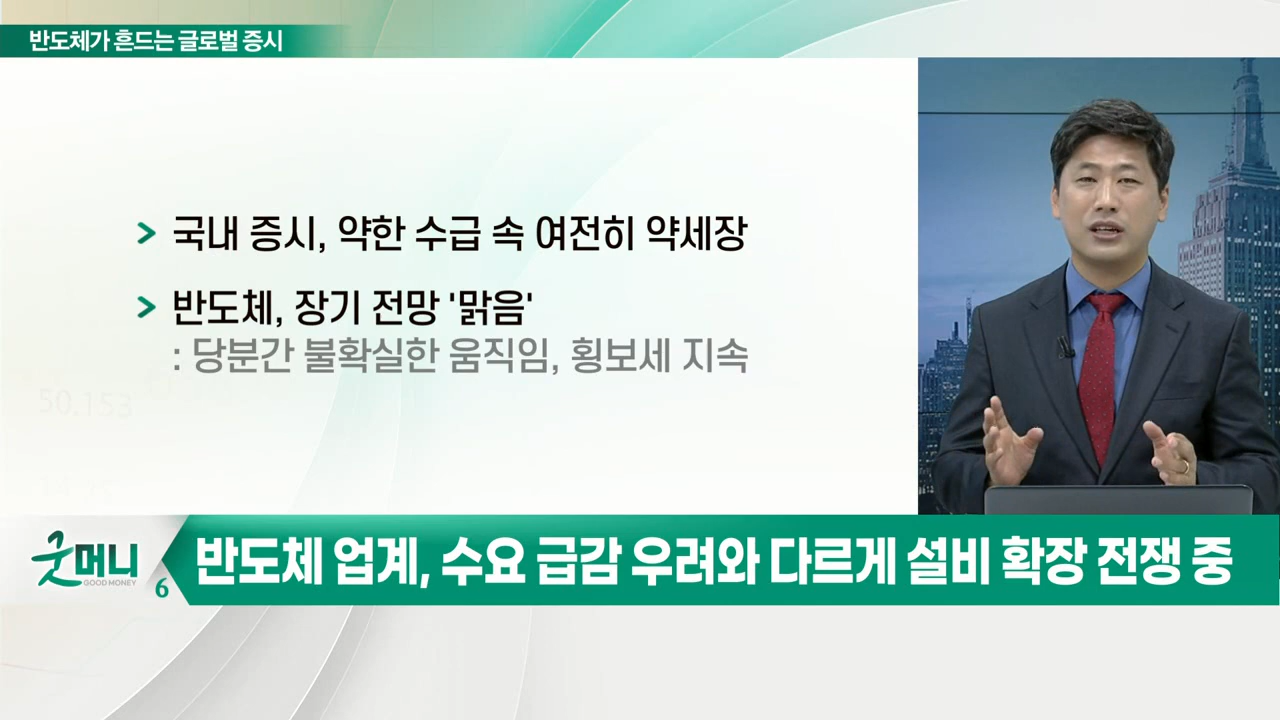 반도체가 흔드는 글로벌 증시
> 국내 증시, 약한 수급 속 여전히 약세장
> 반도체, 장기 전망 '맑음'
: 당분간 불확실한 움직임, 횡보세 지속
50.153
굿머니
GOOD MONEY
6
반도체 업계, 수요 급감 우려와 다르게 설비 확장 전쟁 중